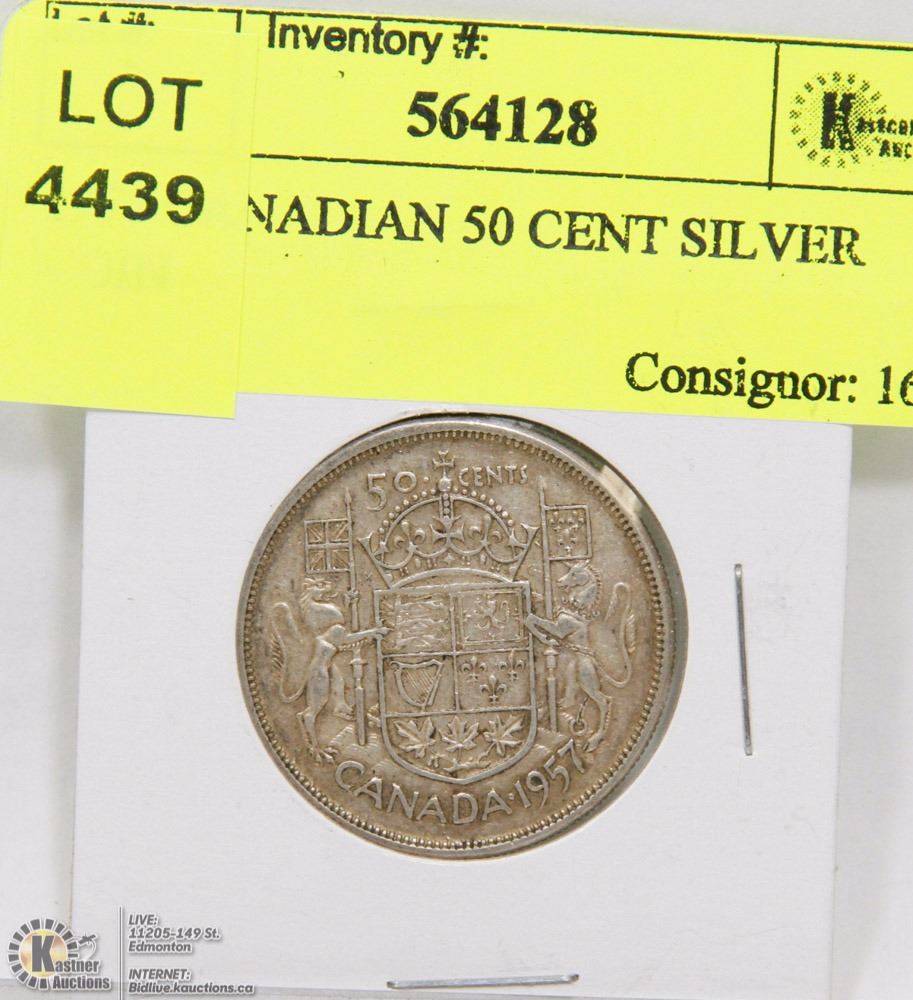 Inventory #:
LOT
4439
564128
NADIAN 50 CENT SILVER
Consignor: 16
50 CENTS
CANADA 1957
Kastner
Auctions
LIVE:
11205-149 St.
Edmonton
INTERNET:
Bidlive.kauctions.ca